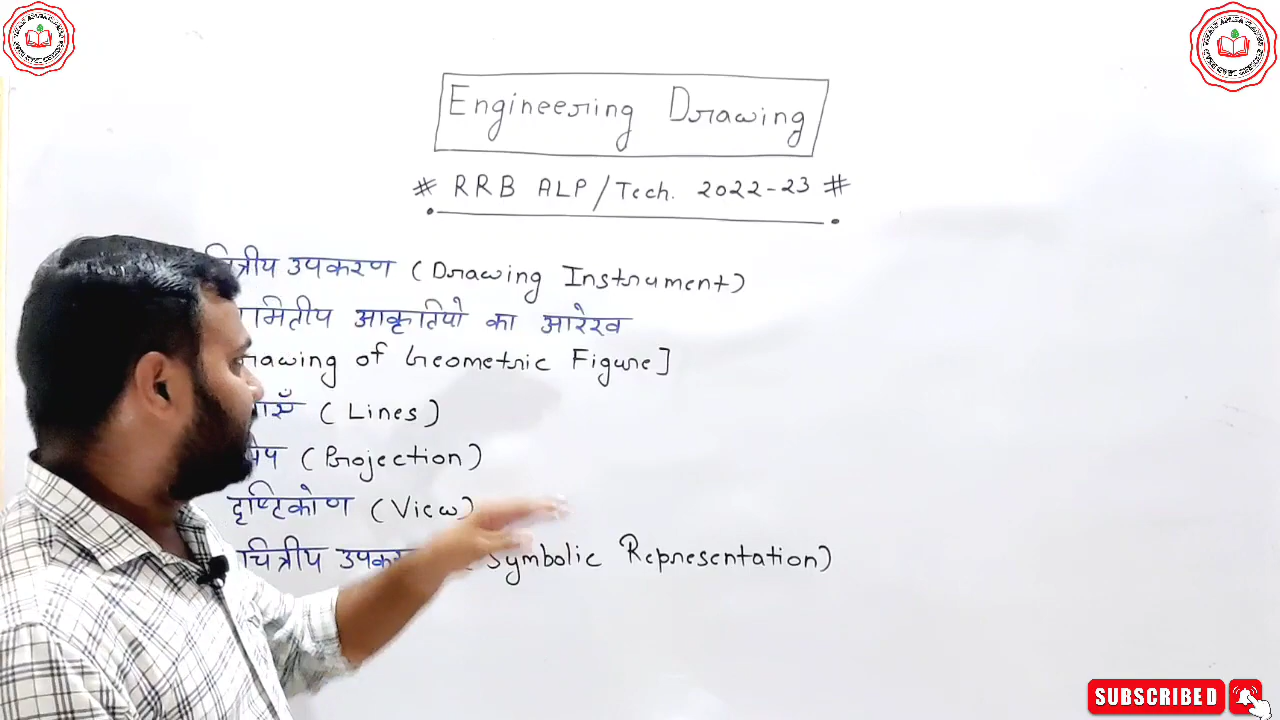 Engineering Drawing
# RRB ALP/Tech. 2022-23 #
उपकरण (Drawing Instrument)
आकृतियो का आरेख
of Geometric Figure]
(Lines)
(Projection)
दृष्टिकोण (View)
चित्रीय (Symbolic Representation)
SUBSCRIBED